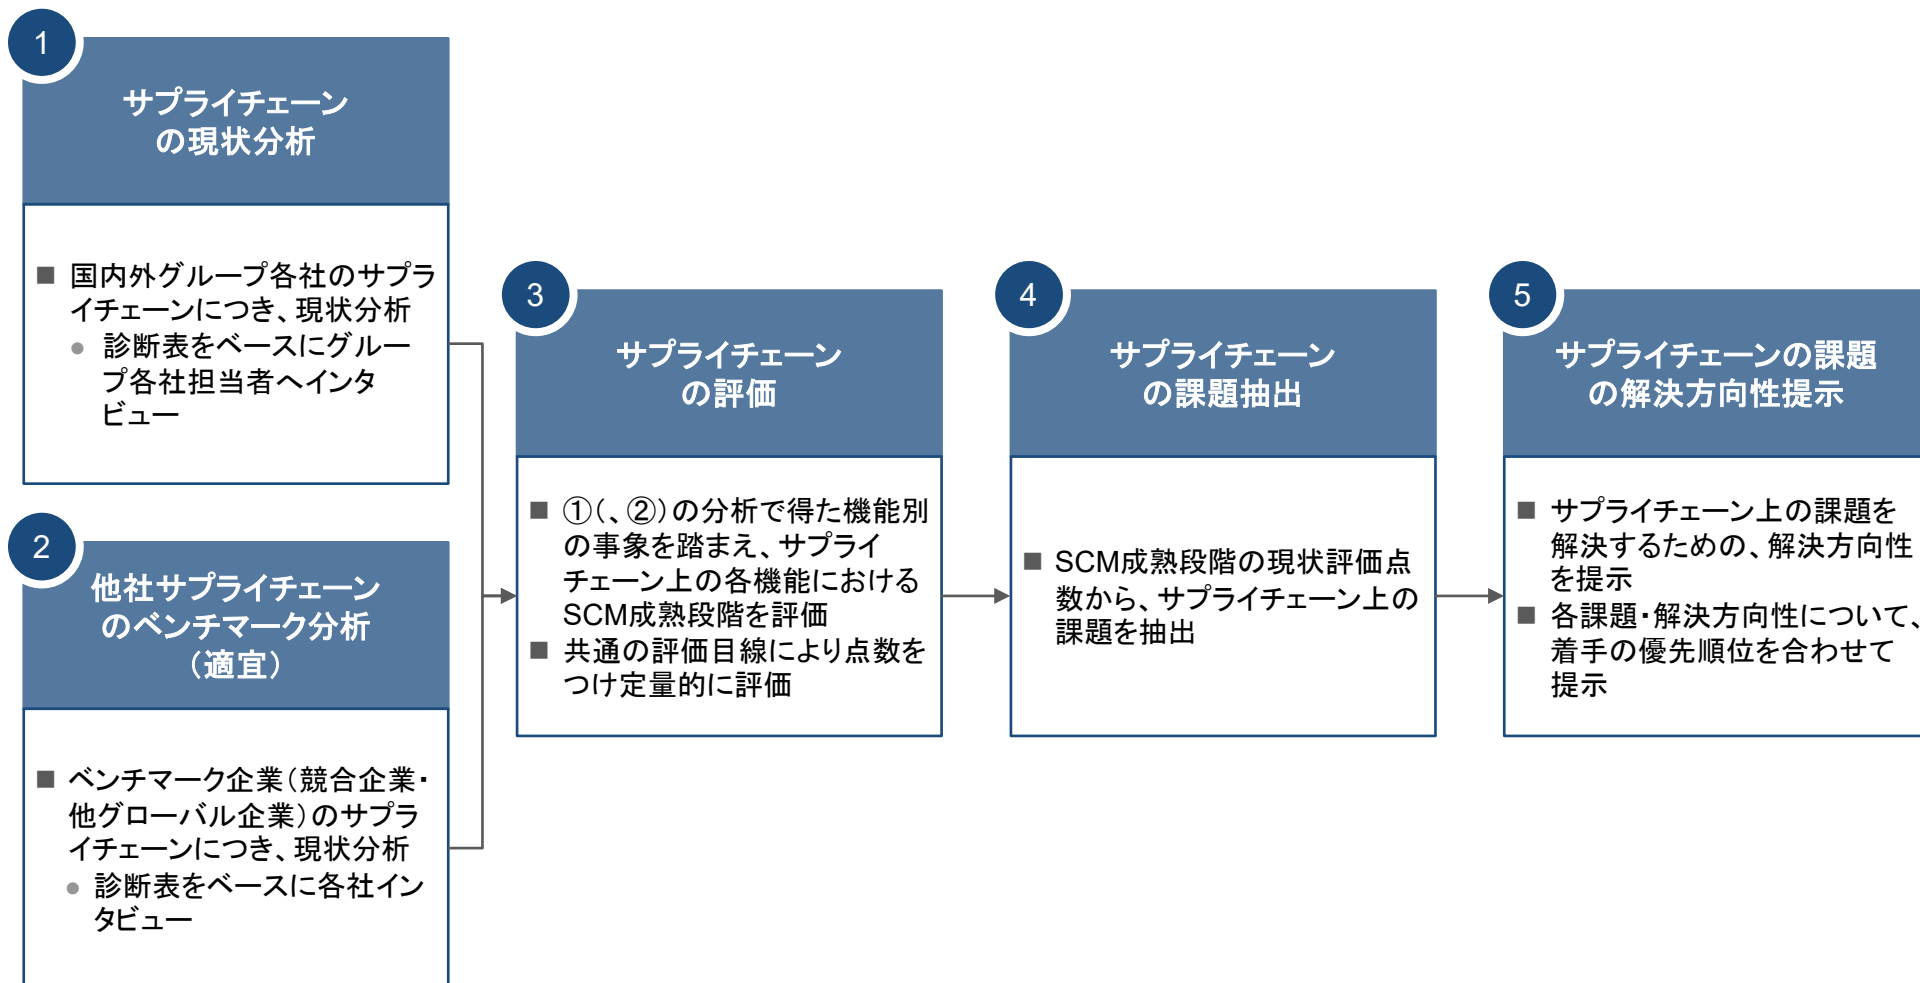 1
サプライチェーン
の現状分析
■ 国内外グループ各社のサプラ
イチェーンにつき、現状分析
● 診断表をベースにグルー
プ各社担当者へインタ
ビュー
2
他社サプライチェーン
のベンチマーク分析
（適宜）
■ ベンチマーク企業（競合企業・
他グローバル企業）のサプラ
イチェーンにつき、現状分析
● 診断表をベースに各社イン
タビュー
3
サプライチェーン
の評価
■ ①（、②）の分析で得た機能別
の事象を踏まえ、サプライ
チェーン上の各機能における
SCM成熟段階を評価
■ 共通の評価目線により点数を
つけ定量的に評価
4
サプライチェーン
の課題抽出
■ SCM成熟段階の現状評価点
数から、サプライチェーン上の
課題を抽出
5
サプライチェーンの課題
の解決方向性提示
■ サプライチェーン上の課題を
解決するための、解決方向性
を提示
■ 各課題・解決方向性について、
着手の優先順位を合わせて
提示